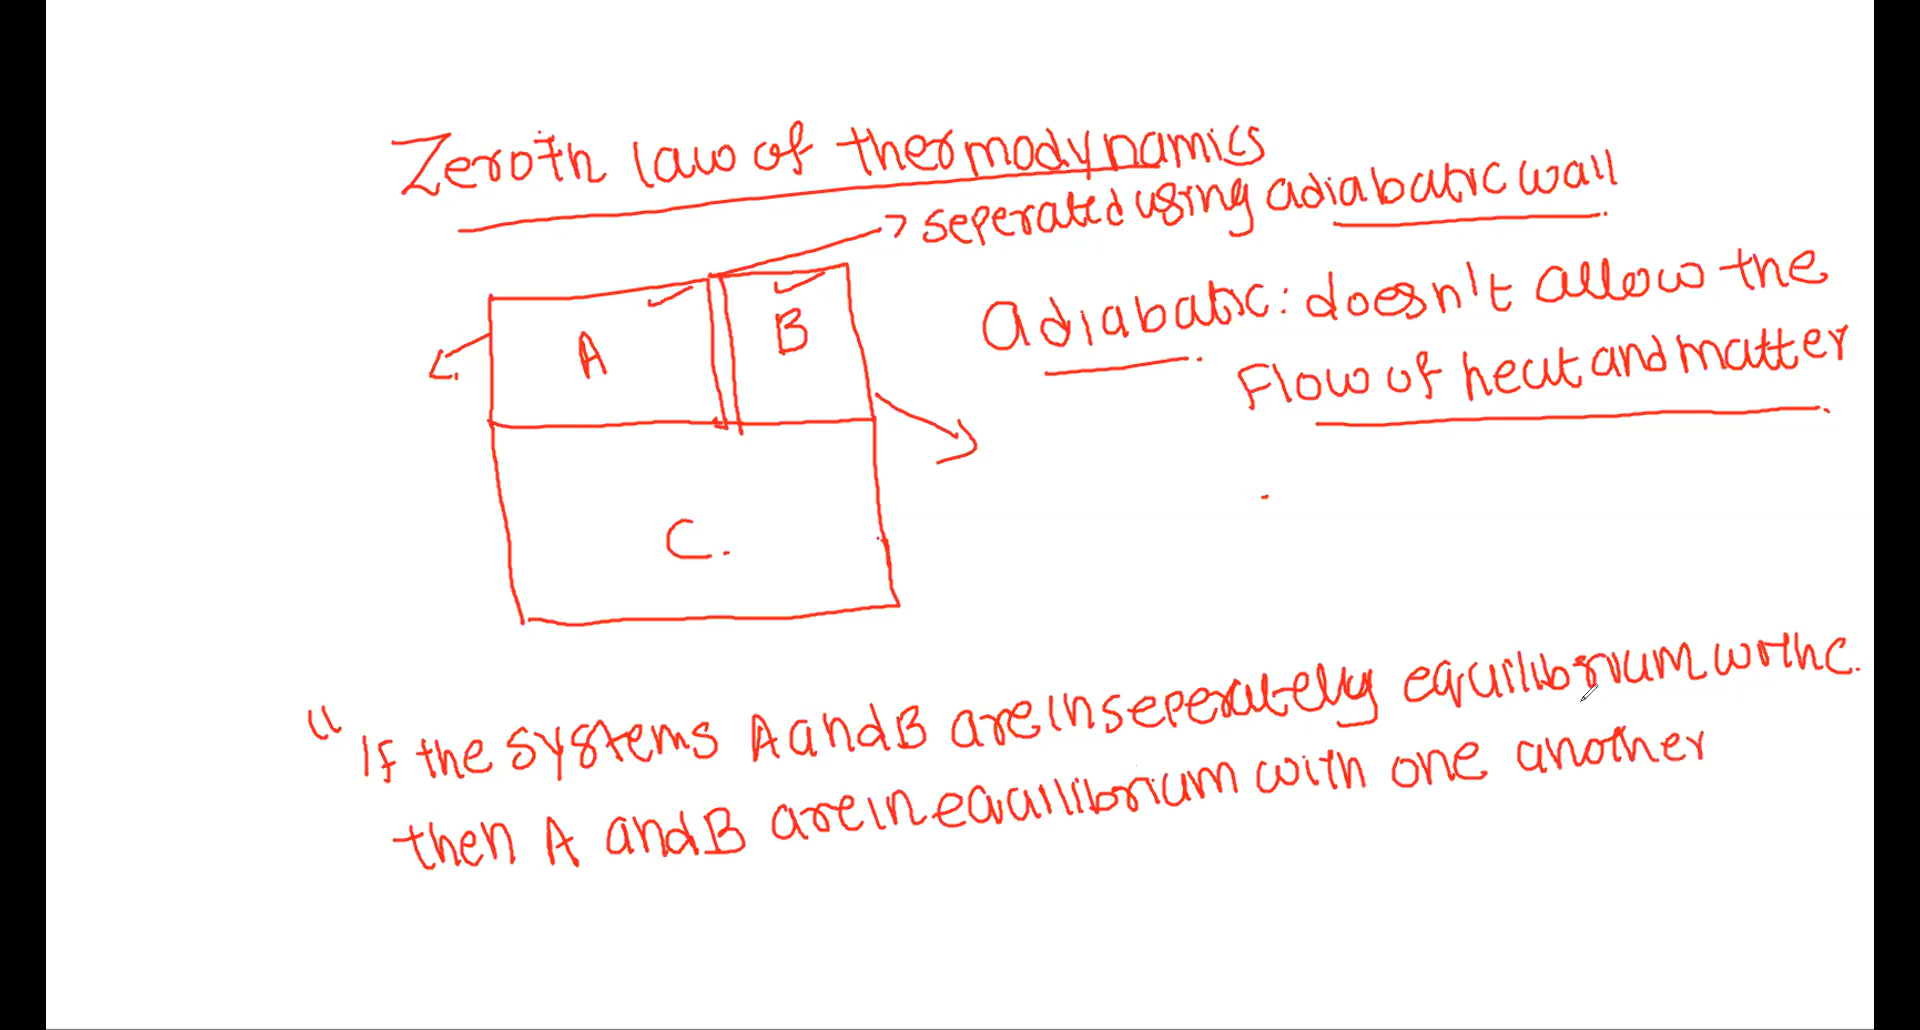 Zeroth law of thermodynamics
seperated using adiabatic wall
A
B
Adiabatic: doesn't allow the
Flow of heat and matter
C.
"If the systems A and B are in seperately equilibrium with C.
then A and B are in equilibrium with one another